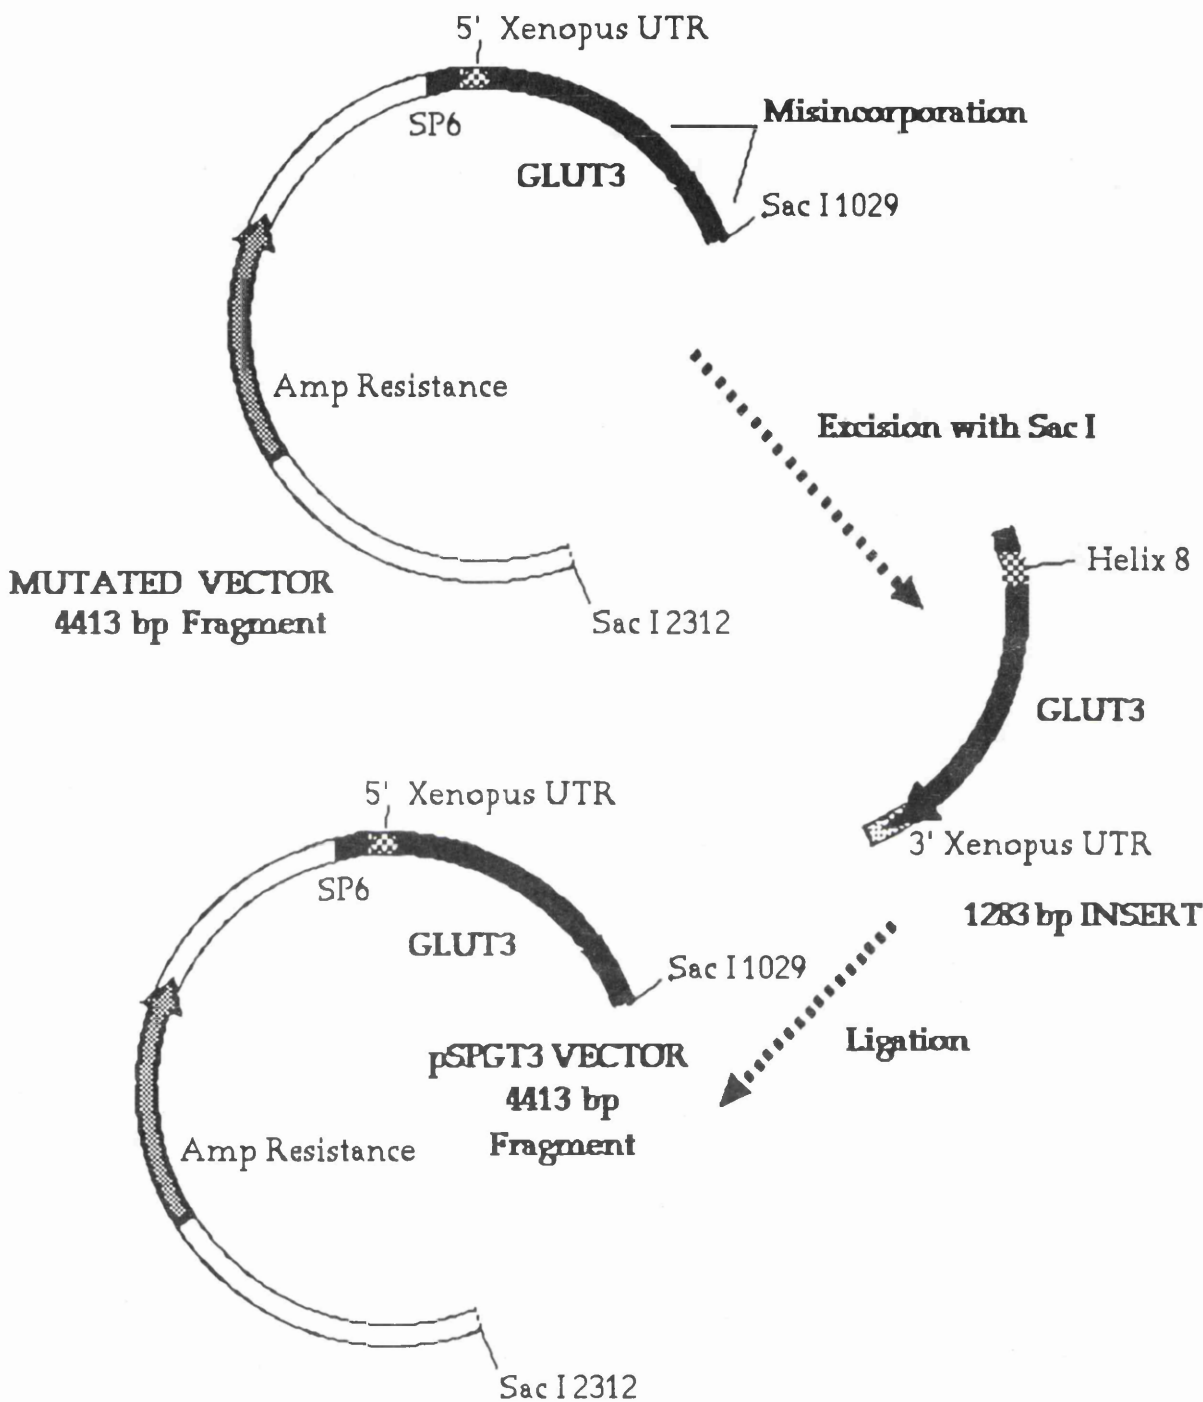 5' Xenopus UTR
SP6
Misincorporation
GLUT3
Sac I 1029
Amp Resistance
Excision with Sac I
MUTATED VECTOR
4413 bp Fragment
Sac I 2312
Helix 8
GLUT3
3' Xenopus UTR
1283 bp INSERT
5' Xenopus UTR
SP6
GLUT3
Sac I 1029
Ligation
pSPGT3 VECTOR
4413 bp
Fragment
Amp Resistance
Sac I 2312